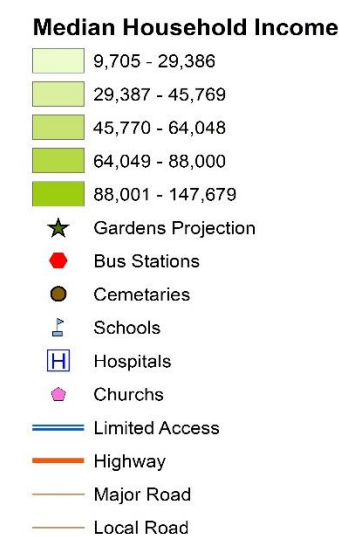 Median Household Income
9,705 - 29,386
29,387 - 45,769
45,770 - 64,048
64,049 - 88,000
88,001 - 147,679
Gardens Projection
Bus Stations
Cemetaries
Schools
H Hospitals
Churchs
Limited Access
Highway
Major Road
Local Road